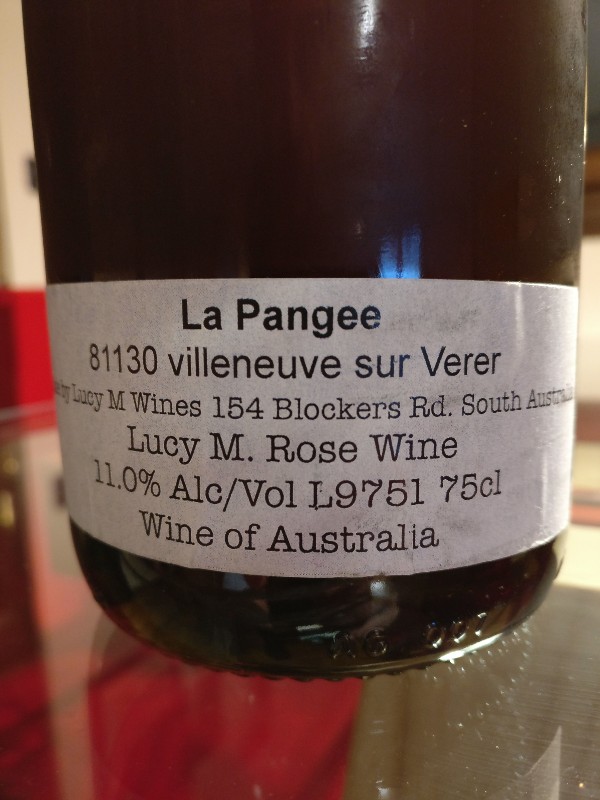 La Pangee
81130 villeneuve sur Verer
by Lucy M Wines 154 Blockers Rd. South Australia
Lucy M. Rose Wine
11.0% Alc/Vol L9751 75cl
Wine of Australia